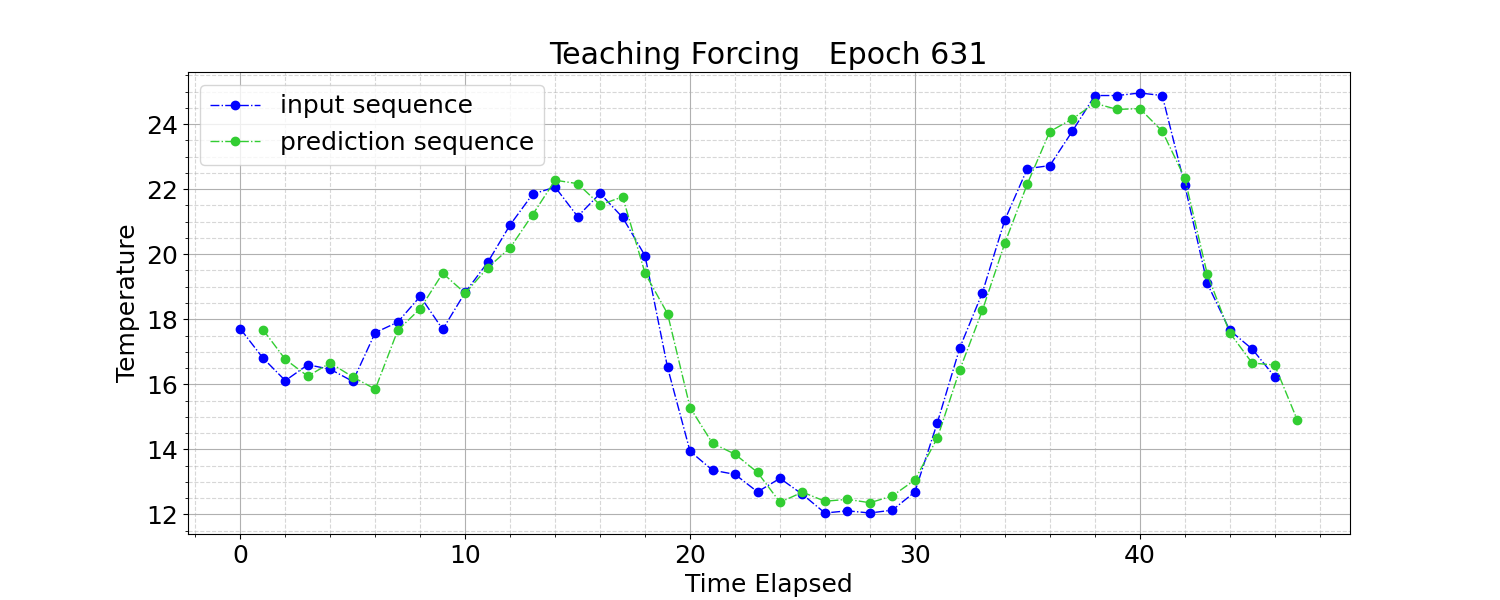 Teaching Forcing   Epoch 631
input sequence
prediction sequence
Temperature
24
22
20
18
16
14
12
0 10 20 30 40
Time Elapsed